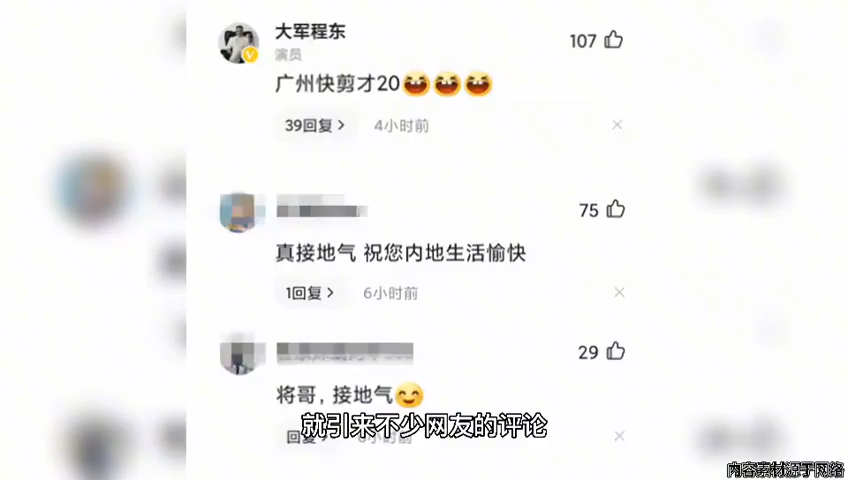 大军程东
107
演员
广州快剪才20
39回复
4小时前
75
真接地气 祝您内地生活愉快
1回复
6小时前
29
将哥，接地气
就引来不少网友的评论
回复
内容素材源于网络